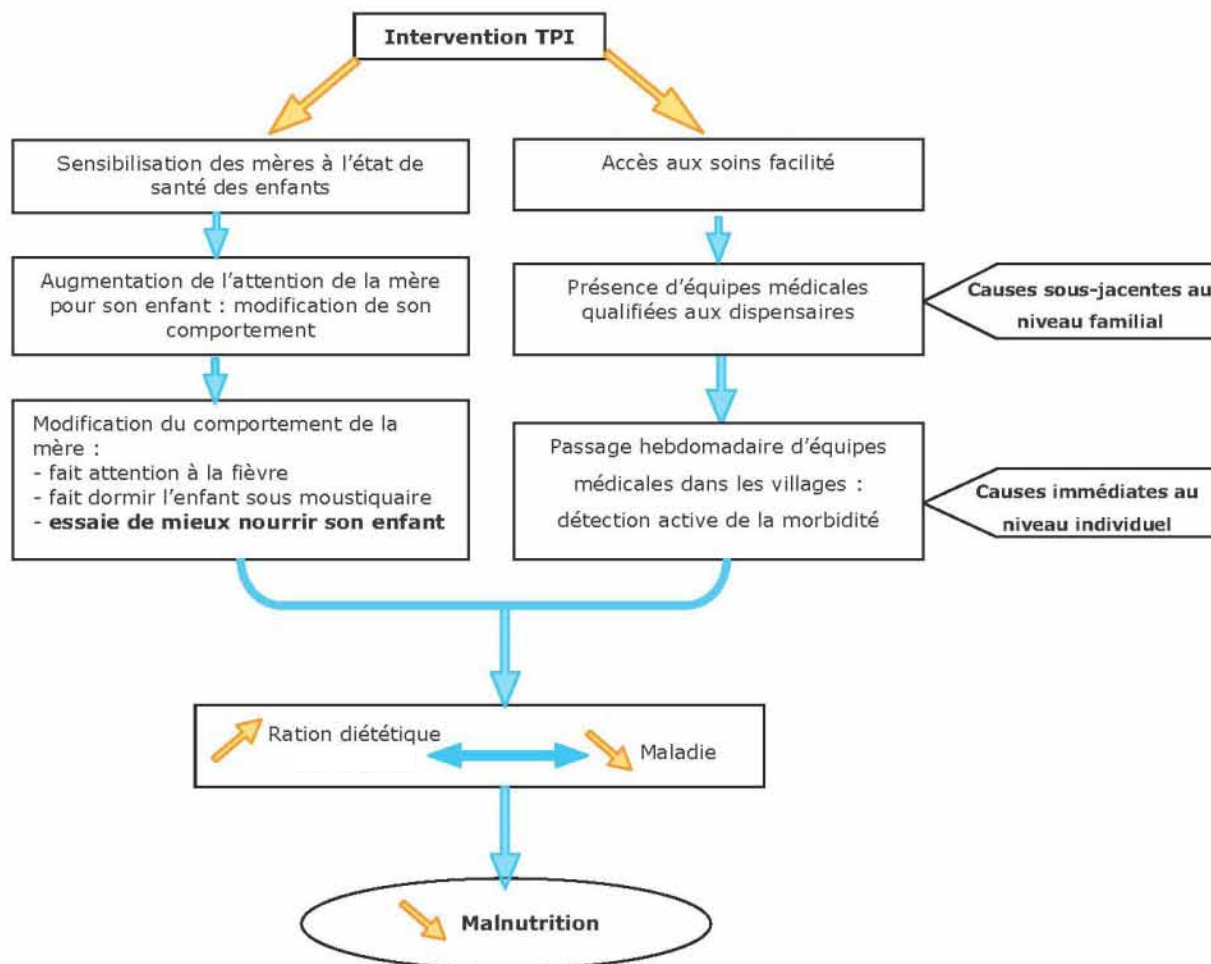 Intervention TPI
Sensibilisation des mères à l'état de
santé des enfants
Accès aux soins facilité
Augmentation de l'attention de la mère
pour son enfant : modification de son
comportement
Présence d'équipes médicales
qualifiées aux dispensaires
Causes sous-jacentes au
niveau familial
Modification du comportement de la
mère :
- fait attention à la fièvre
- fait dormir l'enfant sous moustiquaire
- essaie de mieux nourrir son enfant
Passage hebdomadaire d'équipes
médicales dans les villages :
détection active de la morbidité
Causes immédiates au
niveau individuel
Ration diététique
Maladie
Malnutrition